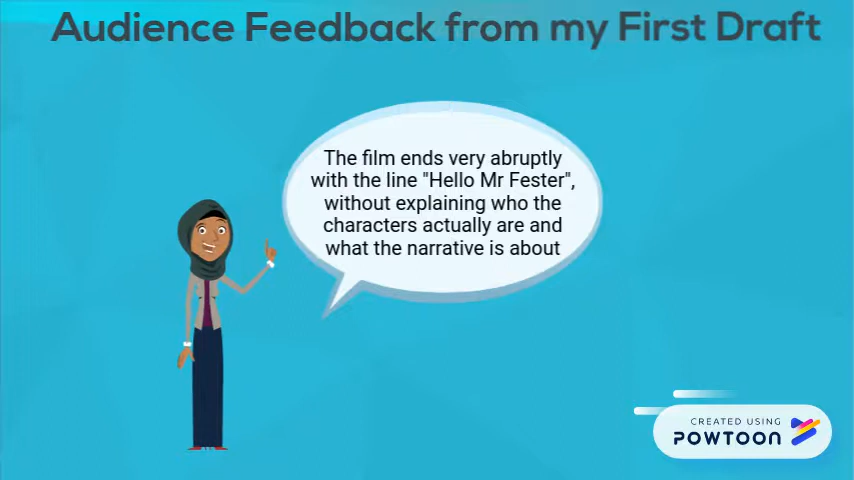 Audience Feedback from my First Draft
The film ends very abruptly
with the line "Hello Mr Fester",
without explaining who the
characters actually are and
what the narrative is about
CREATED USING
POWTOON